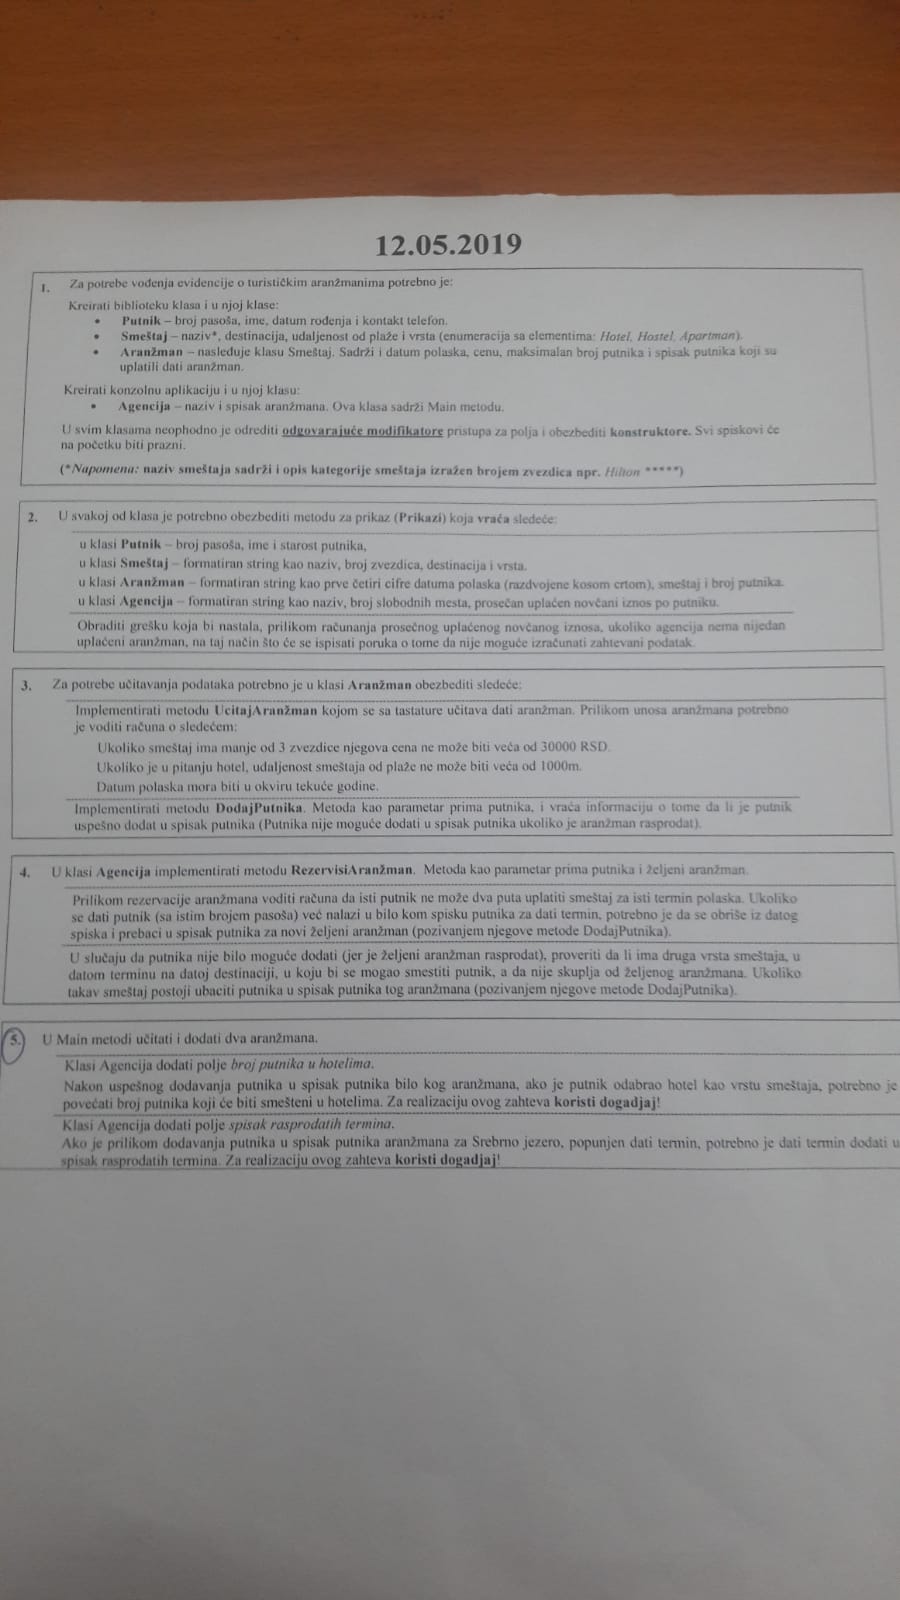 12.05.2019
1. Za potrebe vođenja evidencije o turističkim aranžmanima potrebno je:
Kreirati biblioteku klasa i u njoj klase:
• Putnik – broj pasoša, ime, datum rođenja i kontakt telefon.
• Smeštaj – naziv*, destinacija, udaljenost od plaže i vrsta (enumeracija sa elementima: Hotel, Hostel, Apartman).
• Aranžman – nasleđuje klasu Smeštaj. Sadrži i datum polaska, cenu, maksimalan broj putnika i spisak putnika koji su
uplatili dati aranžman.
Kreirati konzolnu aplikaciju i u njoj klasu:
• Agencija – naziv i spisak aranžmana. Ova klasa sadrži Main metodu.
U svim klasama neophodno je odrediti odgovarajuće modifikatore pristupa za polja i obezbediti konstruktore. Svi spiskovi će
na početku biti prazni.
(*Napomena: naziv smeštaja sadrži i opis kategorije smeštaja izražen brojem zvezdica npr. Hilton *****)
2. U svakoj od klasa je potrebno obezbediti metodu za prikaz (Prikazi) koja vraća sledeće:
u klasi Putnik – broj pasoša, ime i starost putnika,
u klasi Smeštaj – formatiran string kao naziv, broj zvezdica, destinacija i vrsta.
u klasi Aranžman – formatiran string kao prve četiri cifre datuma polaska (razdvojene kosom crtom), smeštaj i broj putnika.
u klasi Agencija – formatiran string kao naziv, broj slobodnih mesta, prosečan uplaćen novčani iznos po putniku.
Obraditi grešku koja bi nastala, prilikom računanja prosečnog uplaćenog novčanog iznosa, ukoliko agencija nema nijedan
uplaćeni aranžman, na taj način što će se ispisati poruka o tome da nije moguće izračunati zahtevani podatak.
3. Za potrebe učitavanja podataka potrebno je u klasi Aranžman obezbediti sledeće:
Implementirati metodu UcitajAranžman kojom se sa tastature učitava dati aranžman. Prilikom unosa aranžmana potrebno
je voditi računa o sledećem:
Ukoliko smeštaj ima manje od 3 zvezdice njegova cena ne može biti veća od 30000 RSD.
Ukoliko je u pitanju hotel, udaljenost smeštaja od plaže ne može biti veća od 1000m.
Datum polaska mora biti u okviru tekuće godine.
Implementirati metodu DodajPutnika. Metoda kao parametar prima putnika, i vraća informaciju o tome da li je putnik
uspešno dodat u spisak putnika (Putnika nije moguće dodati u spisak putnika ukoliko je aranžman rasprodat).
4. U klasi Agencija implementirati metodu RezervisiAranžman. Metoda kao parametar prima putnika i željeni aranžman.
Prilikom rezervacije aranžmana voditi računa da isti putnik ne može dva puta uplatiti smeštaj za isti termin polaska. Ukoliko
se dati putnik (sa istim brojem pasoša) već nalazi u bilo kom spisku putnika za dati termin, potrebno je da se obriše iz datog
spiska i prebaci u spisak putnika za novi željeni aranžman (pozivanjem njegove metode DodajPutnika).
U slučaju da putnika nije bilo moguće dodati (jer je željeni aranžman rasprodat), proveriti da li ima druga vrsta smeštaja, u
datom terminu na datoj destinaciji, u koju bi se mogao smestiti putnik, a da nije skuplja od željenog aranžmana. Ukoliko
takav smeštaj postoji ubaciti putnika u spisak putnika tog aranžmana (pozivanjem njegove metode DodajPutnika).
5. U Main metodi učitati i dodati dva aranžmana.
Klasi Agencija dodati polje broj putnika u hotelima.
Nakon uspešnog dodavanja putnika u spisak putnika bilo kog aranžmana, ako je putnik odabrao hotel kao vrstu smeštaja, potrebno je
povećati broj putnika koji će biti smešteni u hotelima. Za realizaciju ovog zahteva koristi dogadjaj!
Klasi Agencija dodati polje spisak rasprodatih termina.
Ako je prilikom dodavanja putnika u spisak putnika aranžmana za Srebrno jezero, popunjen dati termin, potrebno je dati termin dodati u
spisak rasprodatih termina. Za realizaciju ovog zahteva koristi dogadjaj!